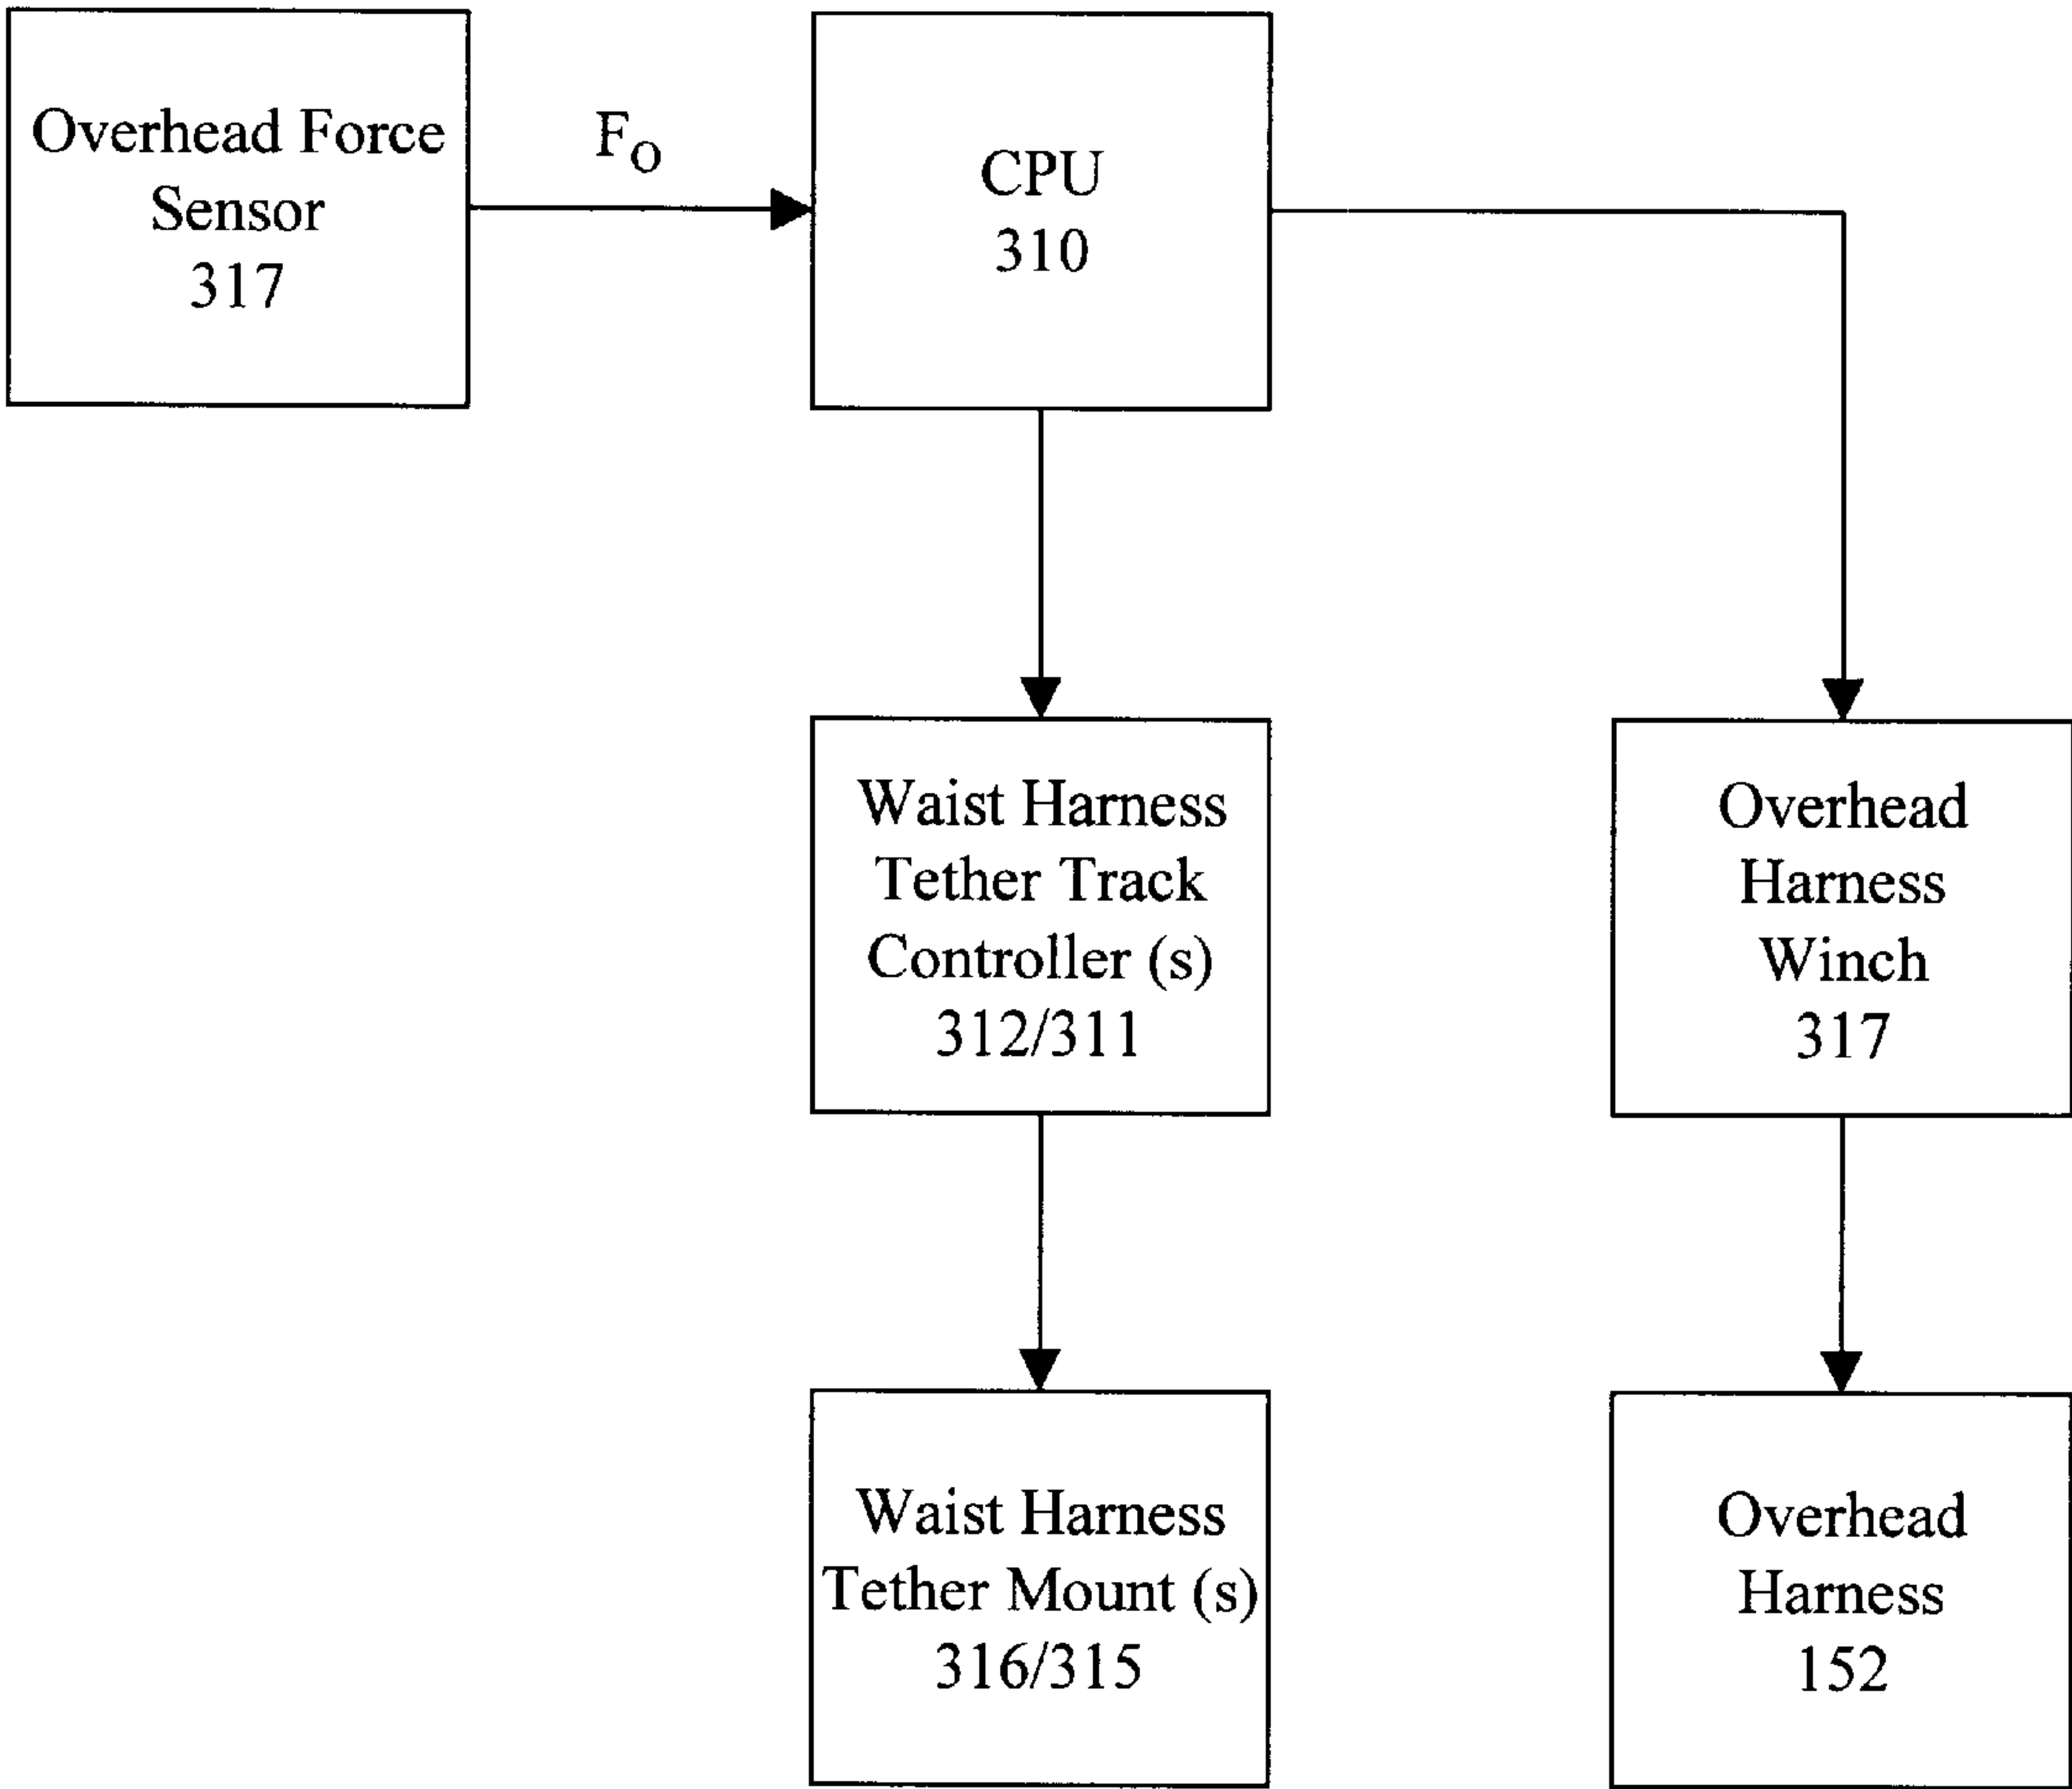 Overhead Force
Sensor
317
F_O
CPU
310
Waist Harness
Tether Track
Controller (s)
312/311
Overhead
Harness
Winch
317
Waist Harness
Tether Mount (s)
316/315
Overhead
Harness
152